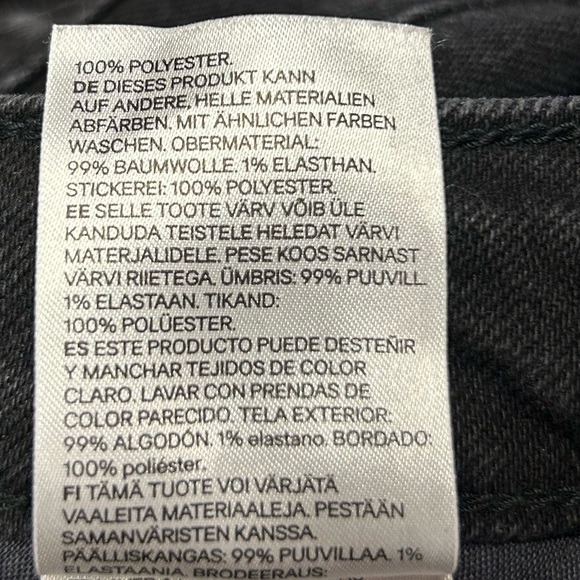 100% POLYESTER.
DE DIESES PRODUKT KANN
AUF ANDERE, HELLE MATERIALIEN
ABFÄRBEN. MIT ÄHNLICHEN FARBEN
WASCHEN. OBERMATERIAL:
99% BAUMWOLLE. 1% ELASTHAN.
STICKEREI: 100% POLYESTER.
EE SELLE TOOTE VÄRV VÕIB ÜLE
KANDUDA TEISTELE HELEDAT VÄRVI
MATERJALIDELE. PESE KOOS SARNAST
VÄRVI RIIETEGA. ÜMBRIS: 99% PUUVILL.
1% ELASTAAN. TIKAND:
100% POLÜESTER.
ES ESTE PRODUCTO PUEDE DESTEÑIR
Y MANCHAR TEJIDOS DE COLOR
CLARO. LAVAR CON PRENDAS DE
COLOR PARECIDO. TELA EXTERIOR:
99% ALGODÓN. 1% elastano. BORDADO:
100% poliéster.
FI TÄMÄ TUOTE VOI VÄRJÄTÄ
VAALEITA MATERIAALEJA. PESTÄÄN
SAMANVÄRISTEN KANSSA.
PÄÄLLISKANGAS: 99% PUUVILLAA. 1%
ELASTAANIA. BRODEERAUS: